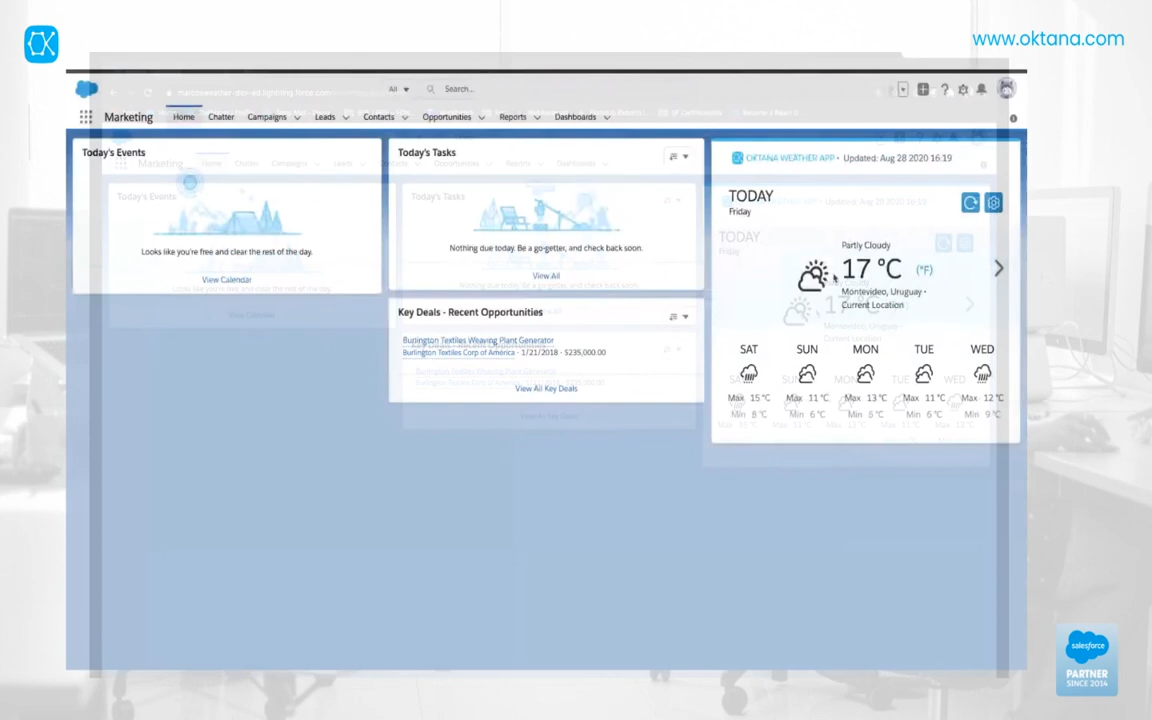 www.oktana.com
All
Search...
Marketing Home Chatter Campaigns Leads Contacts Opportunities Reports Dashboards
Today's Events
Looks like you're free and clear the rest of the day.
View Calendar
Today's Tasks
Nothing due today. Be a go-getter, and check back soon.
View All
Key Deals - Recent Opportunities
Burlington Textiles Weaving Plant Generator
Burlington Textiles Corp of America · 1/21/2018 · $235,000.00
View All Key Deals
OKTANA WEATHER APP • Updated: Aug 28 2020 16:19
TODAY
Friday
Partly Cloudy
17 °C (°F)
Montevideo, Uruguay •
Current Location
SAT SUN MON TUE WED
Max 15 °C Max 11 °C Max 13 °C Max 11 °C Max 12 °C
Min 8 °C Min 6 °C Min 5 °C Min 6 °C Min 9 °C
salesforce
PARTNER
SINCE 2014